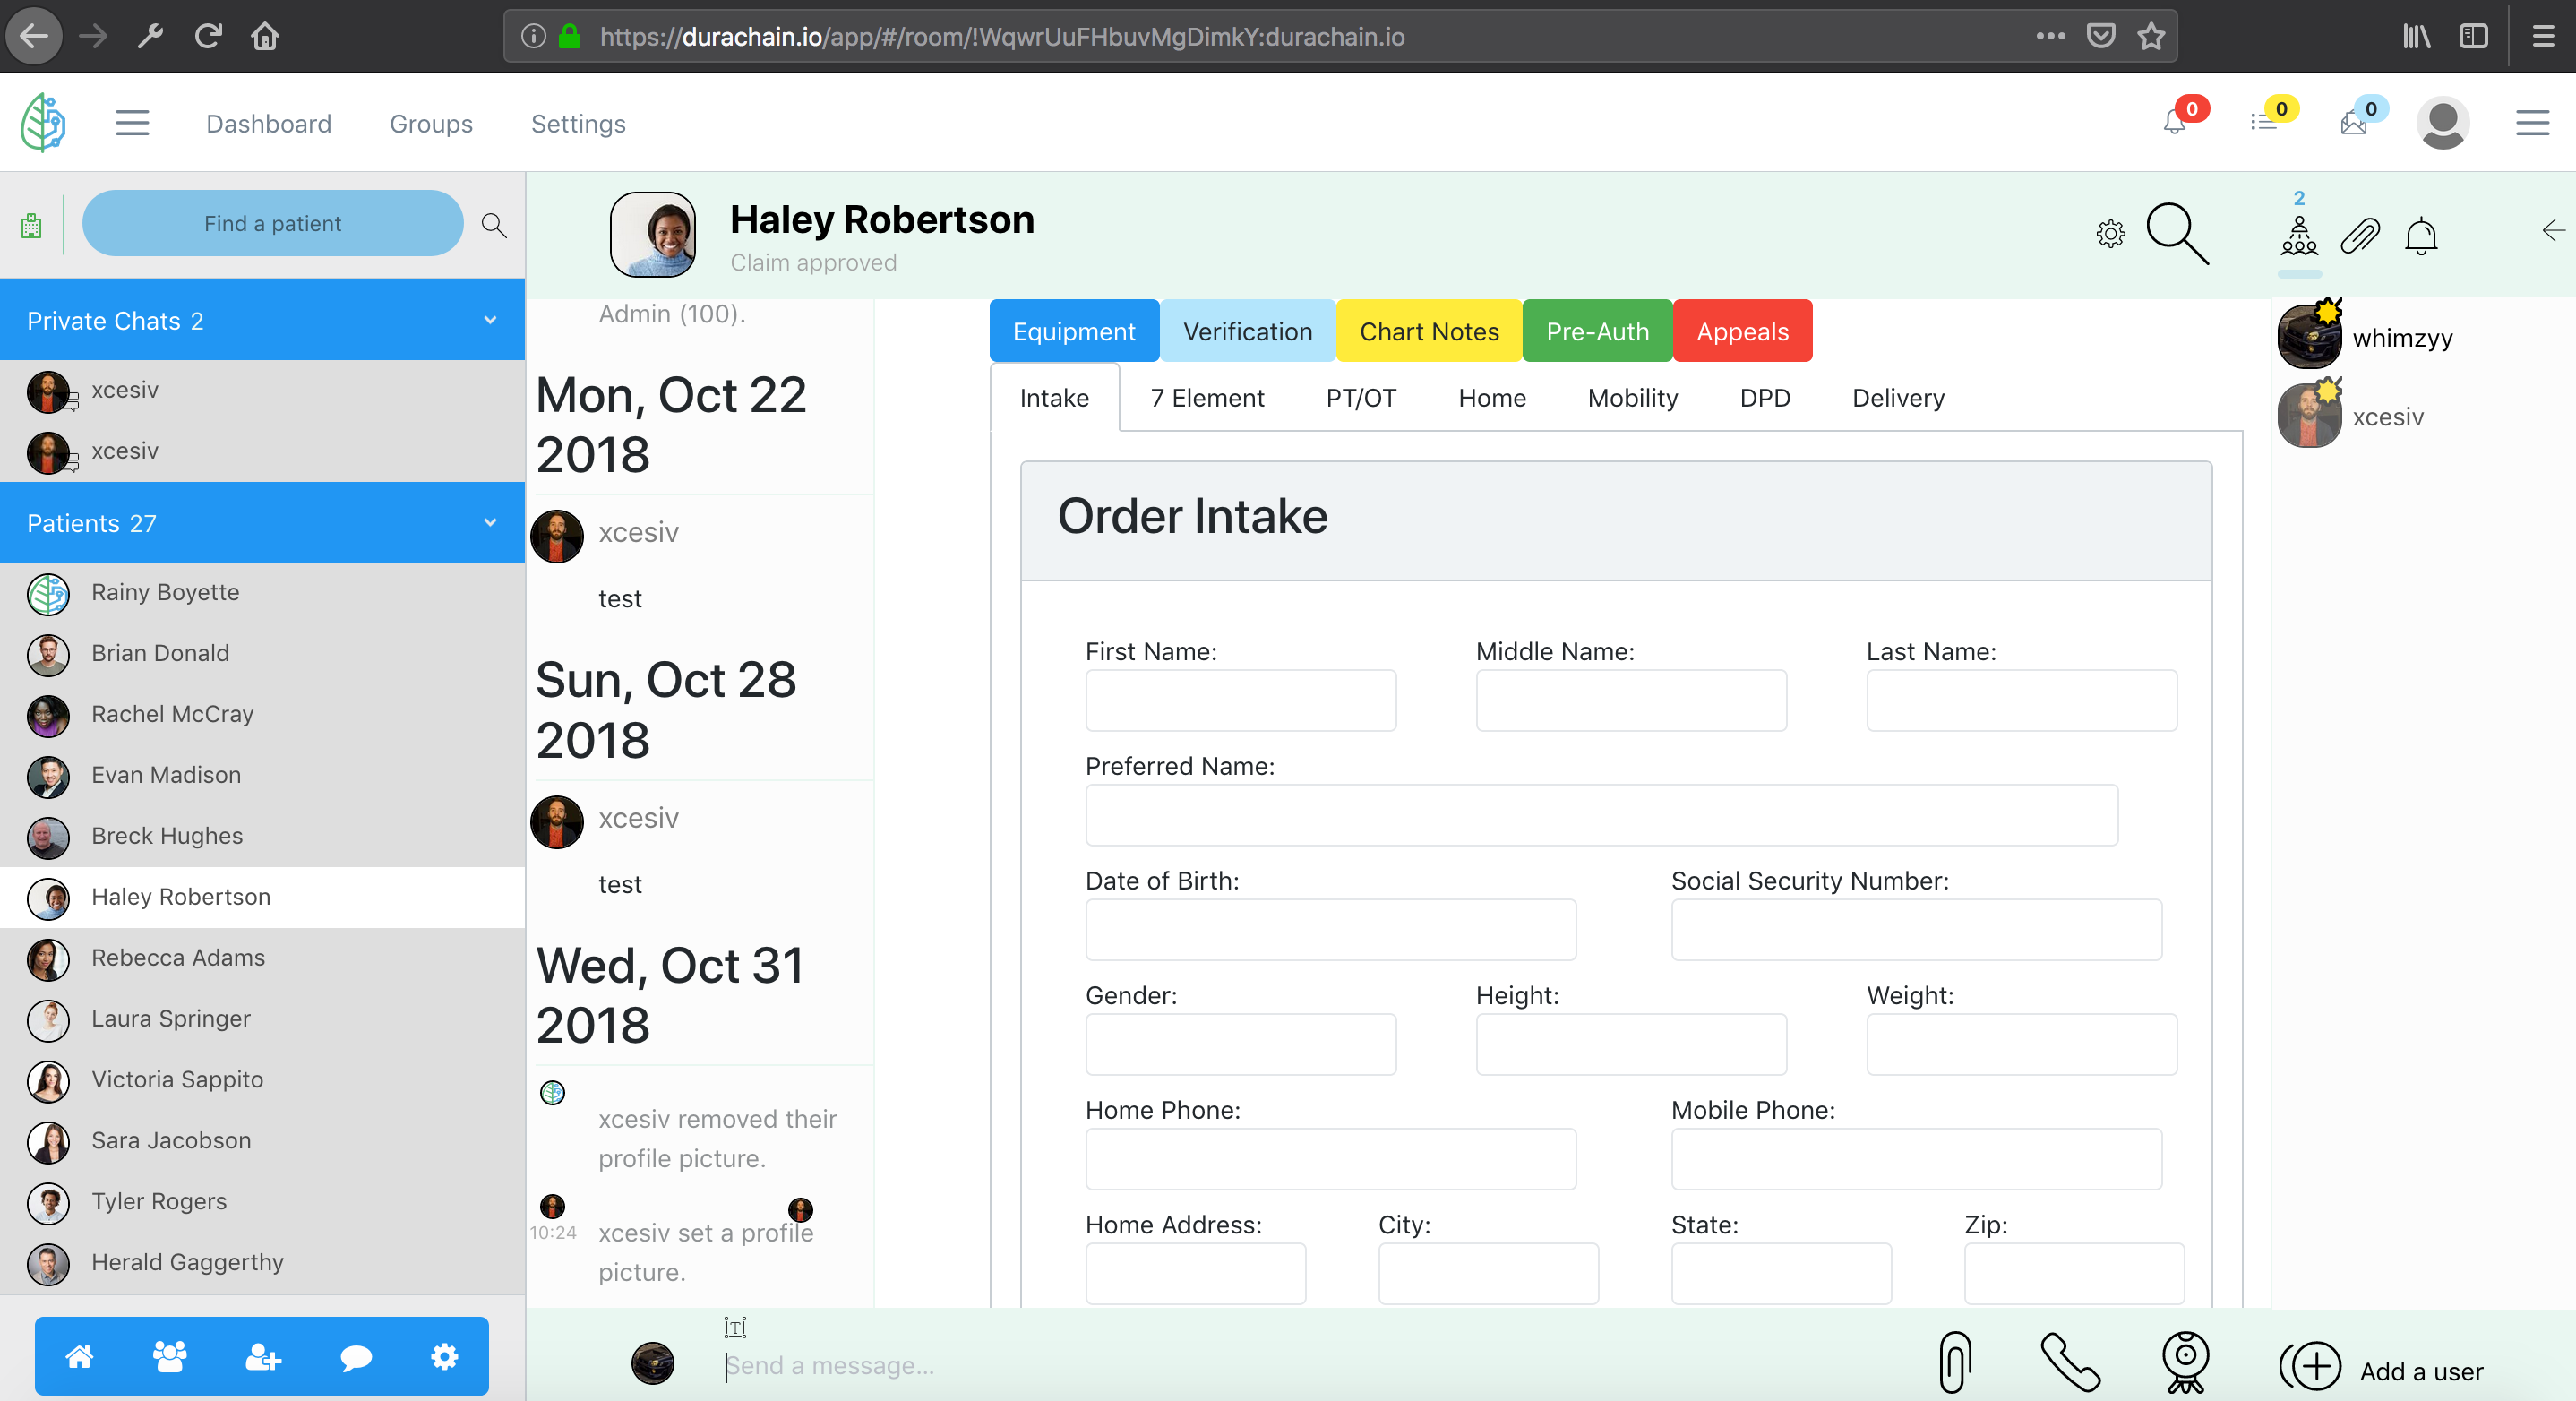 https://durachain.io/app/#/room/!WqwrUuFHbuvMgDimkY:durachain.io
Dashboard Groups Settings
0 0 0
Find a patient
Private Chats 2
xcesiv
xcesiv
Patients 27
Rainy Boyette
Brian Donald
Rachel McCray
Evan Madison
Breck Hughes
Haley Robertson
Rebecca Adams
Laura Springer
Victoria Sappito
Sara Jacobson
Tyler Rogers
Herald Gaggerthy
Haley Robertson
Claim approved
2
Admin (100).
Mon, Oct 22
2018
xcesiv
test
Sun, Oct 28
2018
xcesiv
test
Wed, Oct 31
2018
xcesiv removed their
profile picture.
10:24 xcesiv set a profile
picture.
Equipment Verification Chart Notes Pre-Auth Appeals
Intake 7 Element PT/OT Home Mobility DPD Delivery
Order Intake
First Name: Middle Name: Last Name:
Preferred Name:
Date of Birth: Social Security Number:
Gender: Height: Weight:
Home Phone: Mobile Phone:
Home Address: City: State: Zip:
whimzyy
xcesiv
T
Send a message...
Add a user